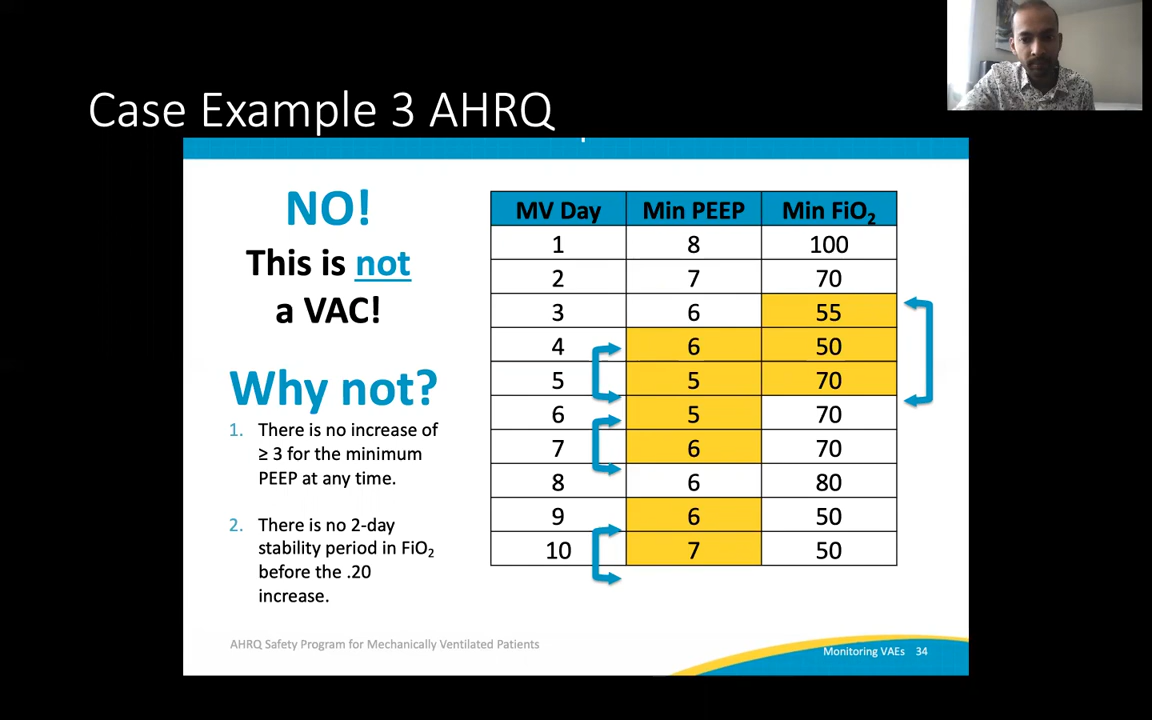 Case Example 3 AHRQ
NO!
This is not
a VAC!
Why not?
1. There is no increase of
≥ 3 for the minimum
PEEP at any time.
2. There is no 2-day
stability period in FiO₂
before the .20
increase.
MV Day Min PEEP Min FiO₂
1 8 100
2 7 70
3 6 55
4 6 50
5 5 70
6 5 70
7 6 70
8 6 80
9 6 50
10 7 50
AHRQ Safety Program for Mechanically Ventilated Patients
Monitoring VAEs 34